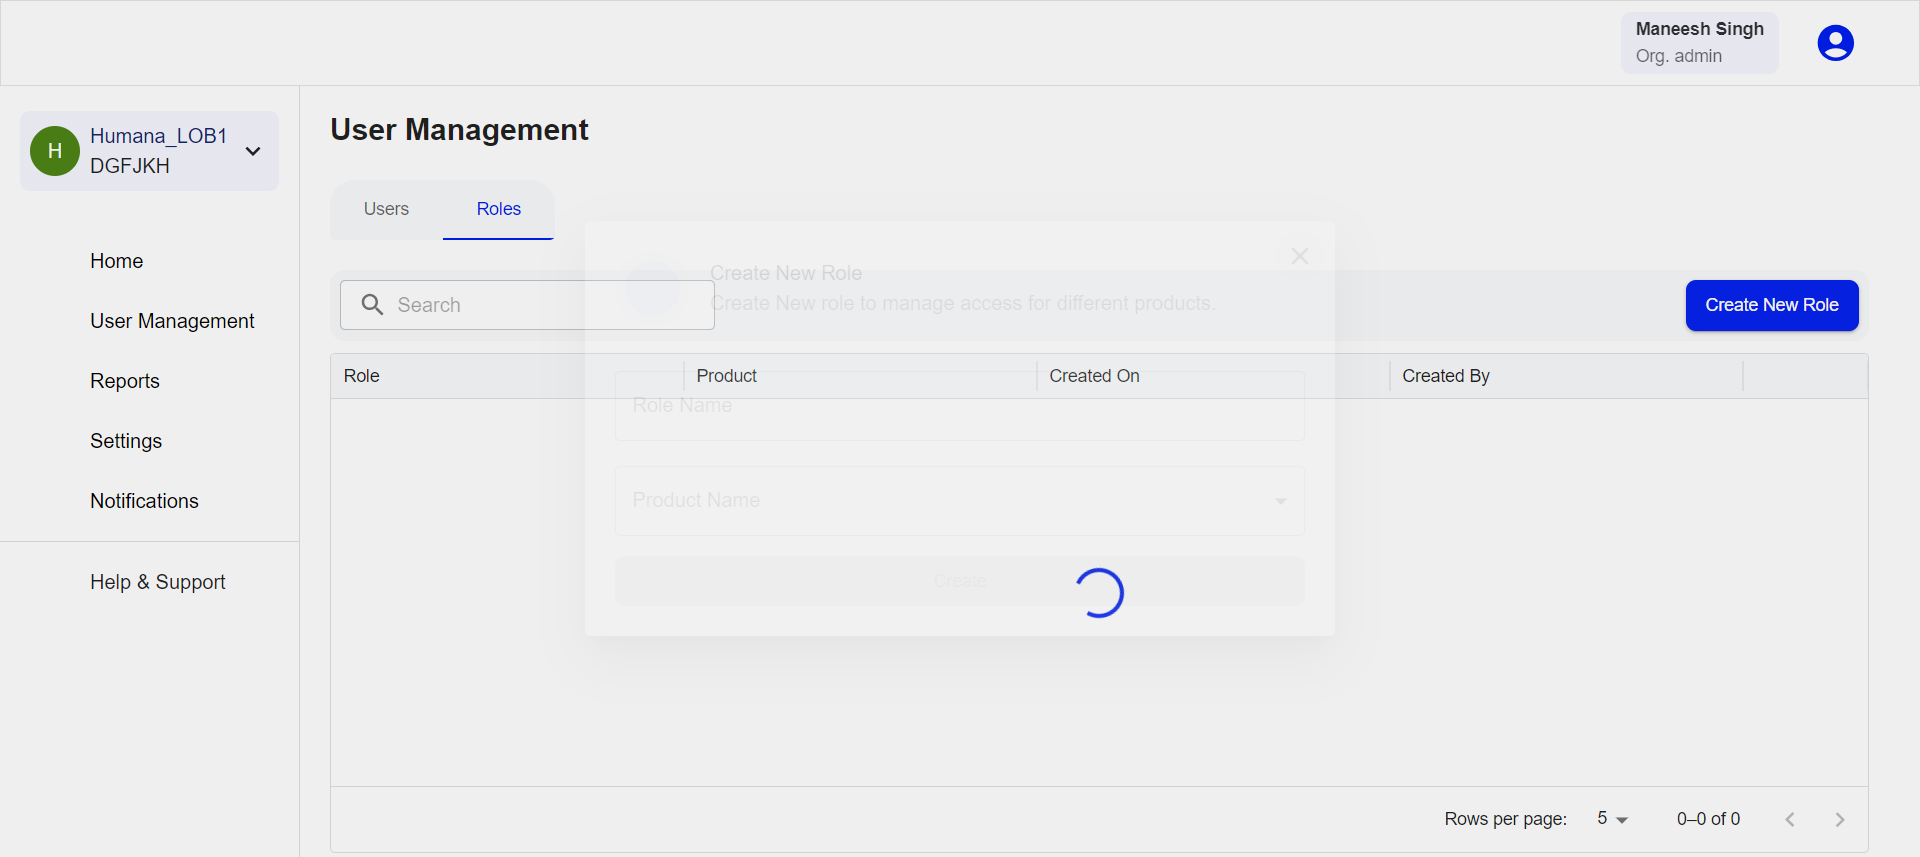 Maneesh Singh
Org. admin
H
Humana_LOB1
DGFJKH
Home
User Management
Reports
Settings
Notifications
Help & Support
User Management
Users
Roles
Search
Create New Role
Create New Role
Create New role to manage access for different products.
Role
Product
Created On
Created By
Role Name
Product Name
Create
Rows per page:
5
0–0 of 0